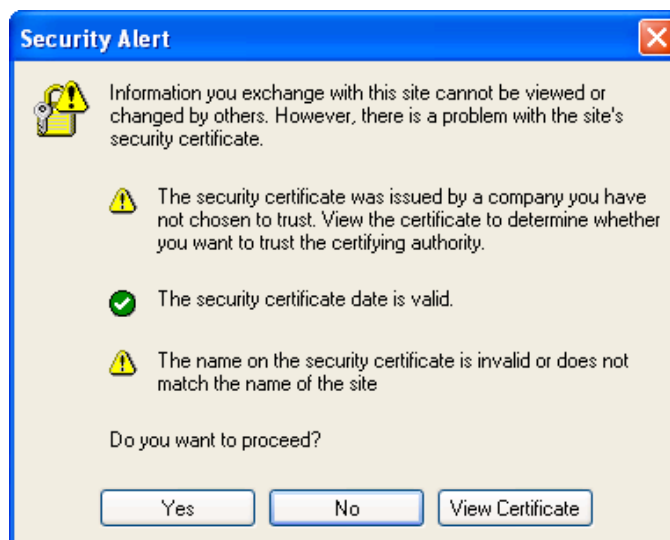 Security Alert
Information you exchange with this site cannot be viewed or
changed by others. However, there is a problem with the site's
security certificate.
The security certificate was issued by a company you have
not chosen to trust. View the certificate to determine whether
you want to trust the certifying authority.
The security certificate date is valid.
The name on the security certificate is invalid or does not
match the name of the site
Do you want to proceed?
Yes No View Certificate